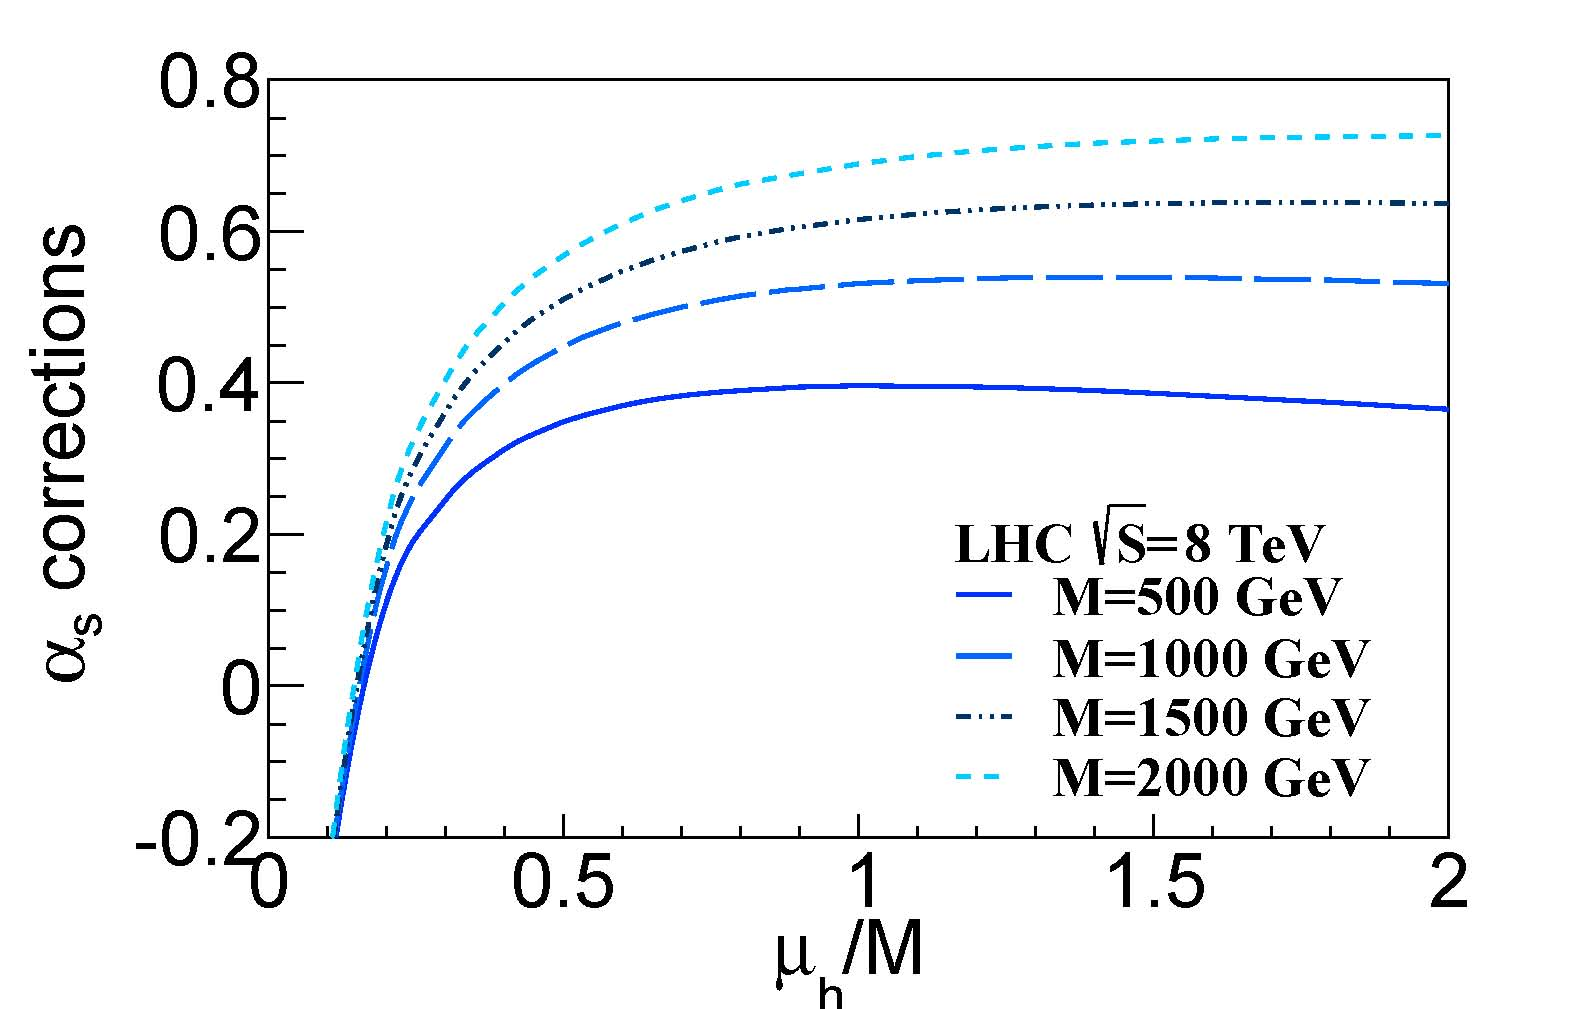 0.8
0.6
0.4
0.2
0
-0.2
αs corrections
0 0.5 1 1.5 2
μh/M
LHC √S=8 TeV
M=500 GeV
M=1000 GeV
M=1500 GeV
M=2000 GeV